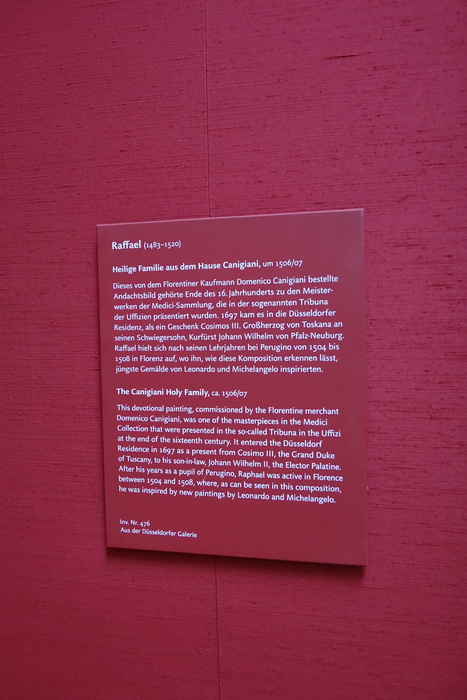 Raffael (1483–1520)
Heilige Familie aus dem Hause Canigiani, um 1506/07
Dieses von dem Florentiner Kaufmann Domenico Canigiani bestellte
Andachtsbild gehörte Ende des 16. Jahrhunderts zu den Meister-
werken der Medici-Sammlung, die in der sogenannten Tribuna
der Uffizien präsentiert wurden. 1697 kam es in die Düsseldorfer
Residenz, als ein Geschenk Cosimos III. Großherzog von Toskana an
seinen Schwiegersohn, Kurfürst Johann Wilhelm von Pfalz-Neuburg.
Raffael hielt sich nach seinen Lehrjahren bei Perugino von 1504 bis
1508 in Florenz auf, wo ihn, wie diese Komposition erkennen lässt,
jüngste Gemälde von Leonardo und Michelangelo inspirierten.
The Canigiani Holy Family, ca. 1506/07
This devotional painting, commissioned by the Florentine merchant
Domenico Canigiani, was one of the masterpieces in the Medici
Collection that were presented in the so-called Tribuna in the Uffizi
at the end of the sixteenth century. It entered the Düsseldorf
Residence in 1697 as a present from Cosimo III, the Grand Duke
of Tuscany, to his son-in-law, Johann Wilhelm II, the Elector Palatine.
After his years as a pupil of Perugino, Raphael was active in Florence
between 1504 and 1508, where, as can be seen in this composition,
he was inspired by new paintings by Leonardo and Michelangelo.
Inv. Nr. 476
Aus der Düsseldorfer Galerie